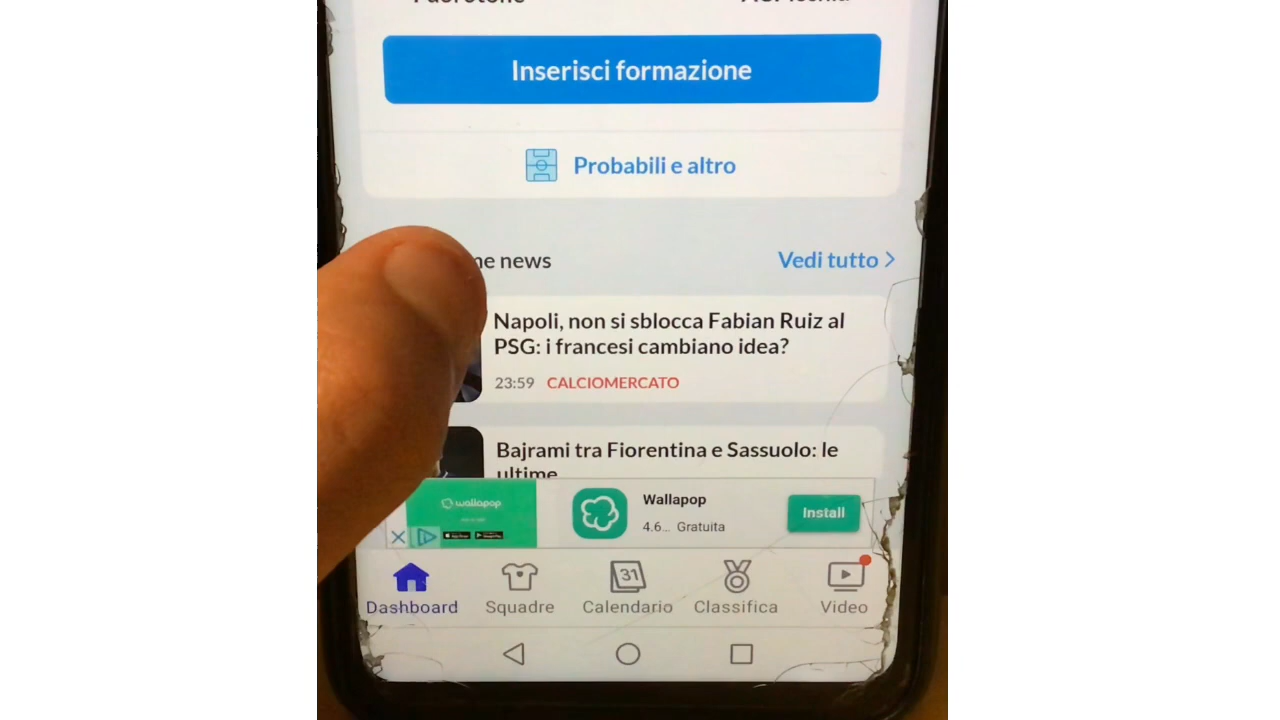 Inserisci formazione
Probabili e altro
news
Vedi tutto
Napoli, non si sblocca Fabian Ruiz al
PSG: i francesi cambiano idea?
23:59 CALCIOMERCATO
Bajrami tra Fiorentina e Sassuolo: le
ultime
wallapop
Wallapop
4.6... Gratuita
Install
31
Dashboard
Squadre
Calendario
Classifica
Video